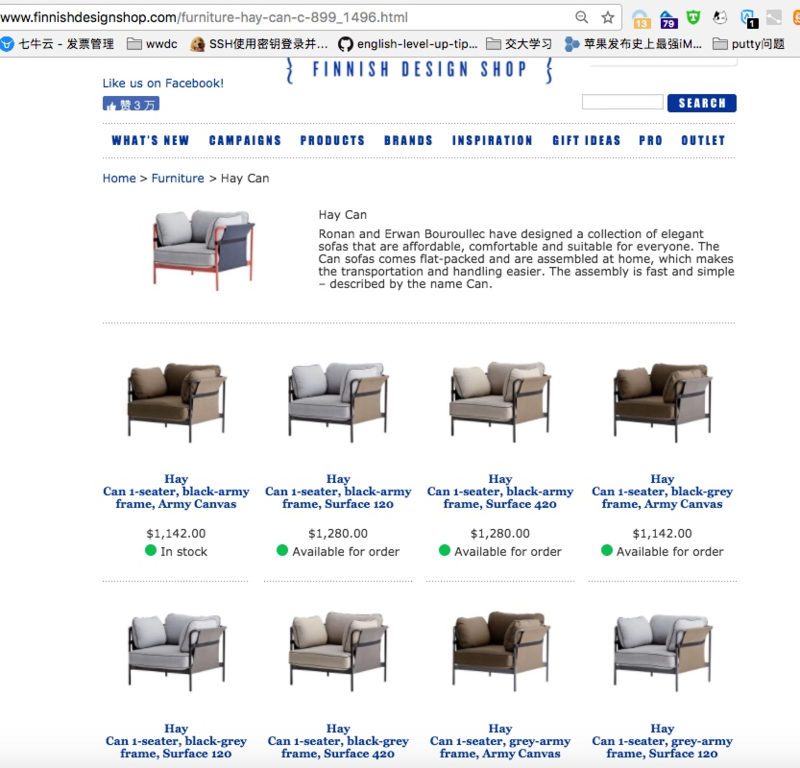 www.finnishdesignshop.com/furniture-hay-can-c-899_1496.html
13
79
1
七牛云 - 发票管理
wwdc
SSH使用密钥登录并...
english-level-up-tip...
交大学习
苹果发布史上最强iM...
putty问题
{ FINNISH DESIGN SHOP }
Like us on Facebook!
赞 3 万
SEARCH
WHAT'S NEW CAMPAIGNS PRODUCTS BRANDS INSPIRATION GIFT IDEAS PRO OUTLET
Home > Furniture > Hay Can
Hay Can
Ronan and Erwan Bouroullec have designed a collection of elegant
sofas that are affordable, comfortable and suitable for everyone. The
Can sofas comes flat-packed and are assembled at home, which makes
the transportation and handling easier. The assembly is fast and simple
– described by the name Can.
Hay
Can 1-seater, black-army
frame, Army Canvas
$1,142.00
In stock
Hay
Can 1-seater, black-army
frame, Surface 120
$1,280.00
Available for order
Hay
Can 1-seater, black-army
frame, Surface 420
$1,280.00
Available for order
Hay
Can 1-seater, black-grey
frame, Army Canvas
$1,142.00
Available for order
Hay
Can 1-seater, black-grey
frame, Surface 120
Hay
Can 1-seater, black-grey
frame, Surface 420
Hay
Can 1-seater, grey-army
frame, Army Canvas
Hay
Can 1-seater, grey-army
frame, Surface 120